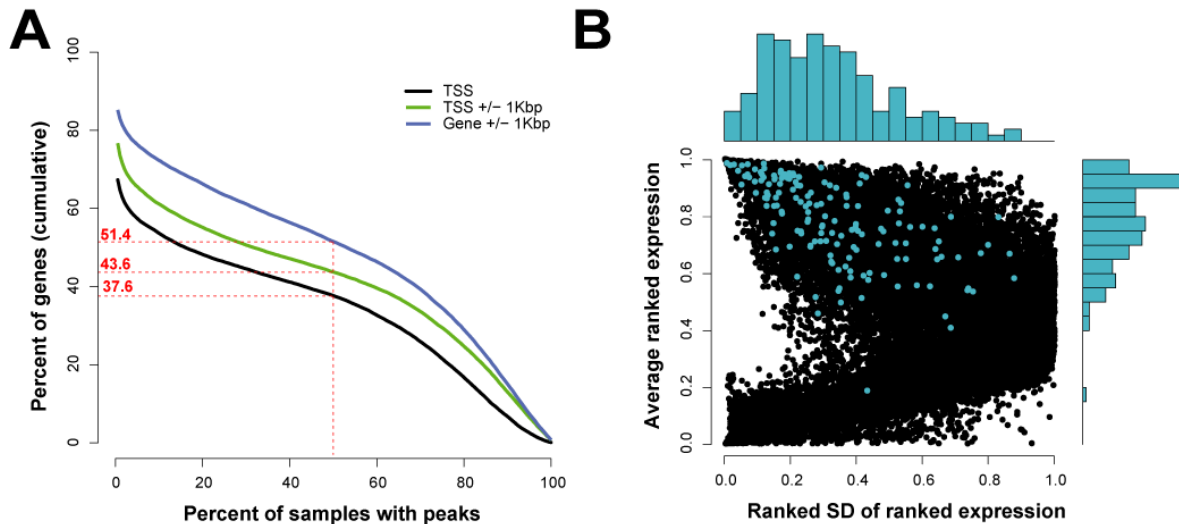 A
Percent of genes (cumulative)
100
80
60
40
20
0
51.4
43.6
37.6
TSS
TSS +/− 1Kbp
Gene +/− 1Kbp
0 20 40 60 80 100
Percent of samples with peaks
B
Average ranked expression
1.0
0.8
0.6
0.4
0.2
0.0
0.0 0.2 0.4 0.6 0.8 1.0
Ranked SD of ranked expression